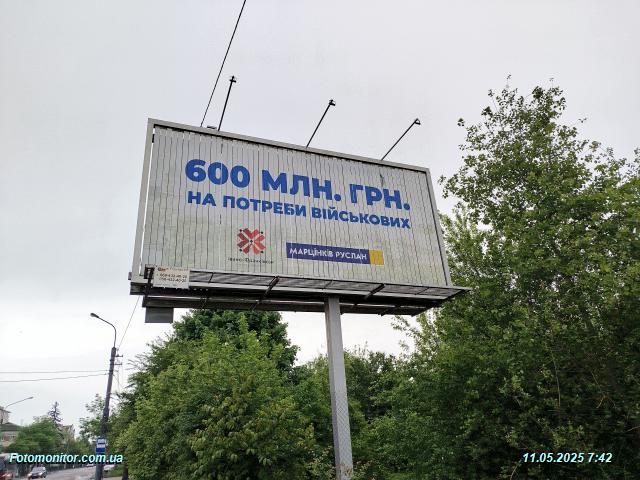 600 МЛН. ГРН.
НА ПОТРЕБИ ВІЙСЬКОВИХ
МАРЦІНКІВ РУСЛАН
Fotomonitor.com.ua
11.05.2025 7:42